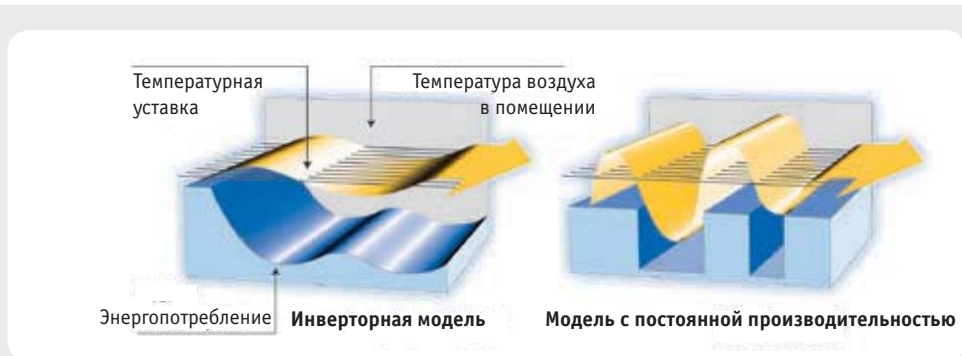 Температурная
уставка
Температура воздуха
в помещении
Энергопотребление
Инверторная модель
Модель с постоянной производительностью